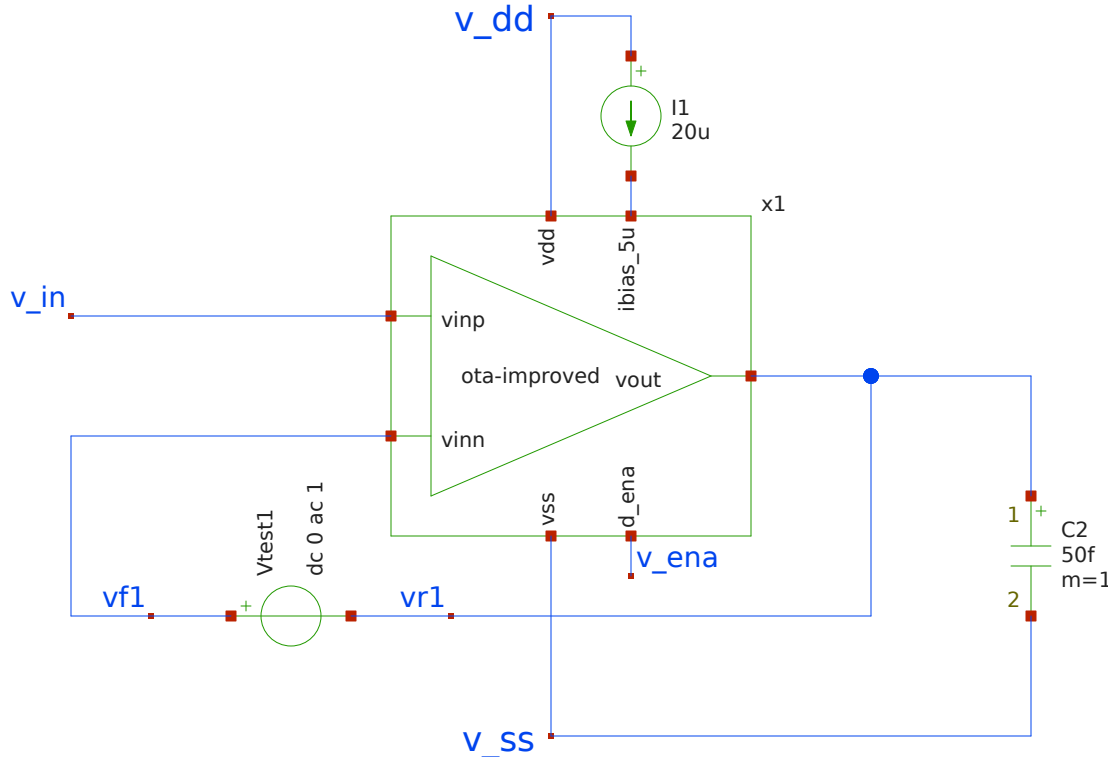 v_dd
+
I1
20u
x1
vdd
ibias_5u
v_in
vinp
ota-improved
vout
vinn
vss
d_ena
v_ena
Vtest1
dc 0 ac 1
1
+
C2
50f
m=1
2
vf1
+
vr1
v_ss